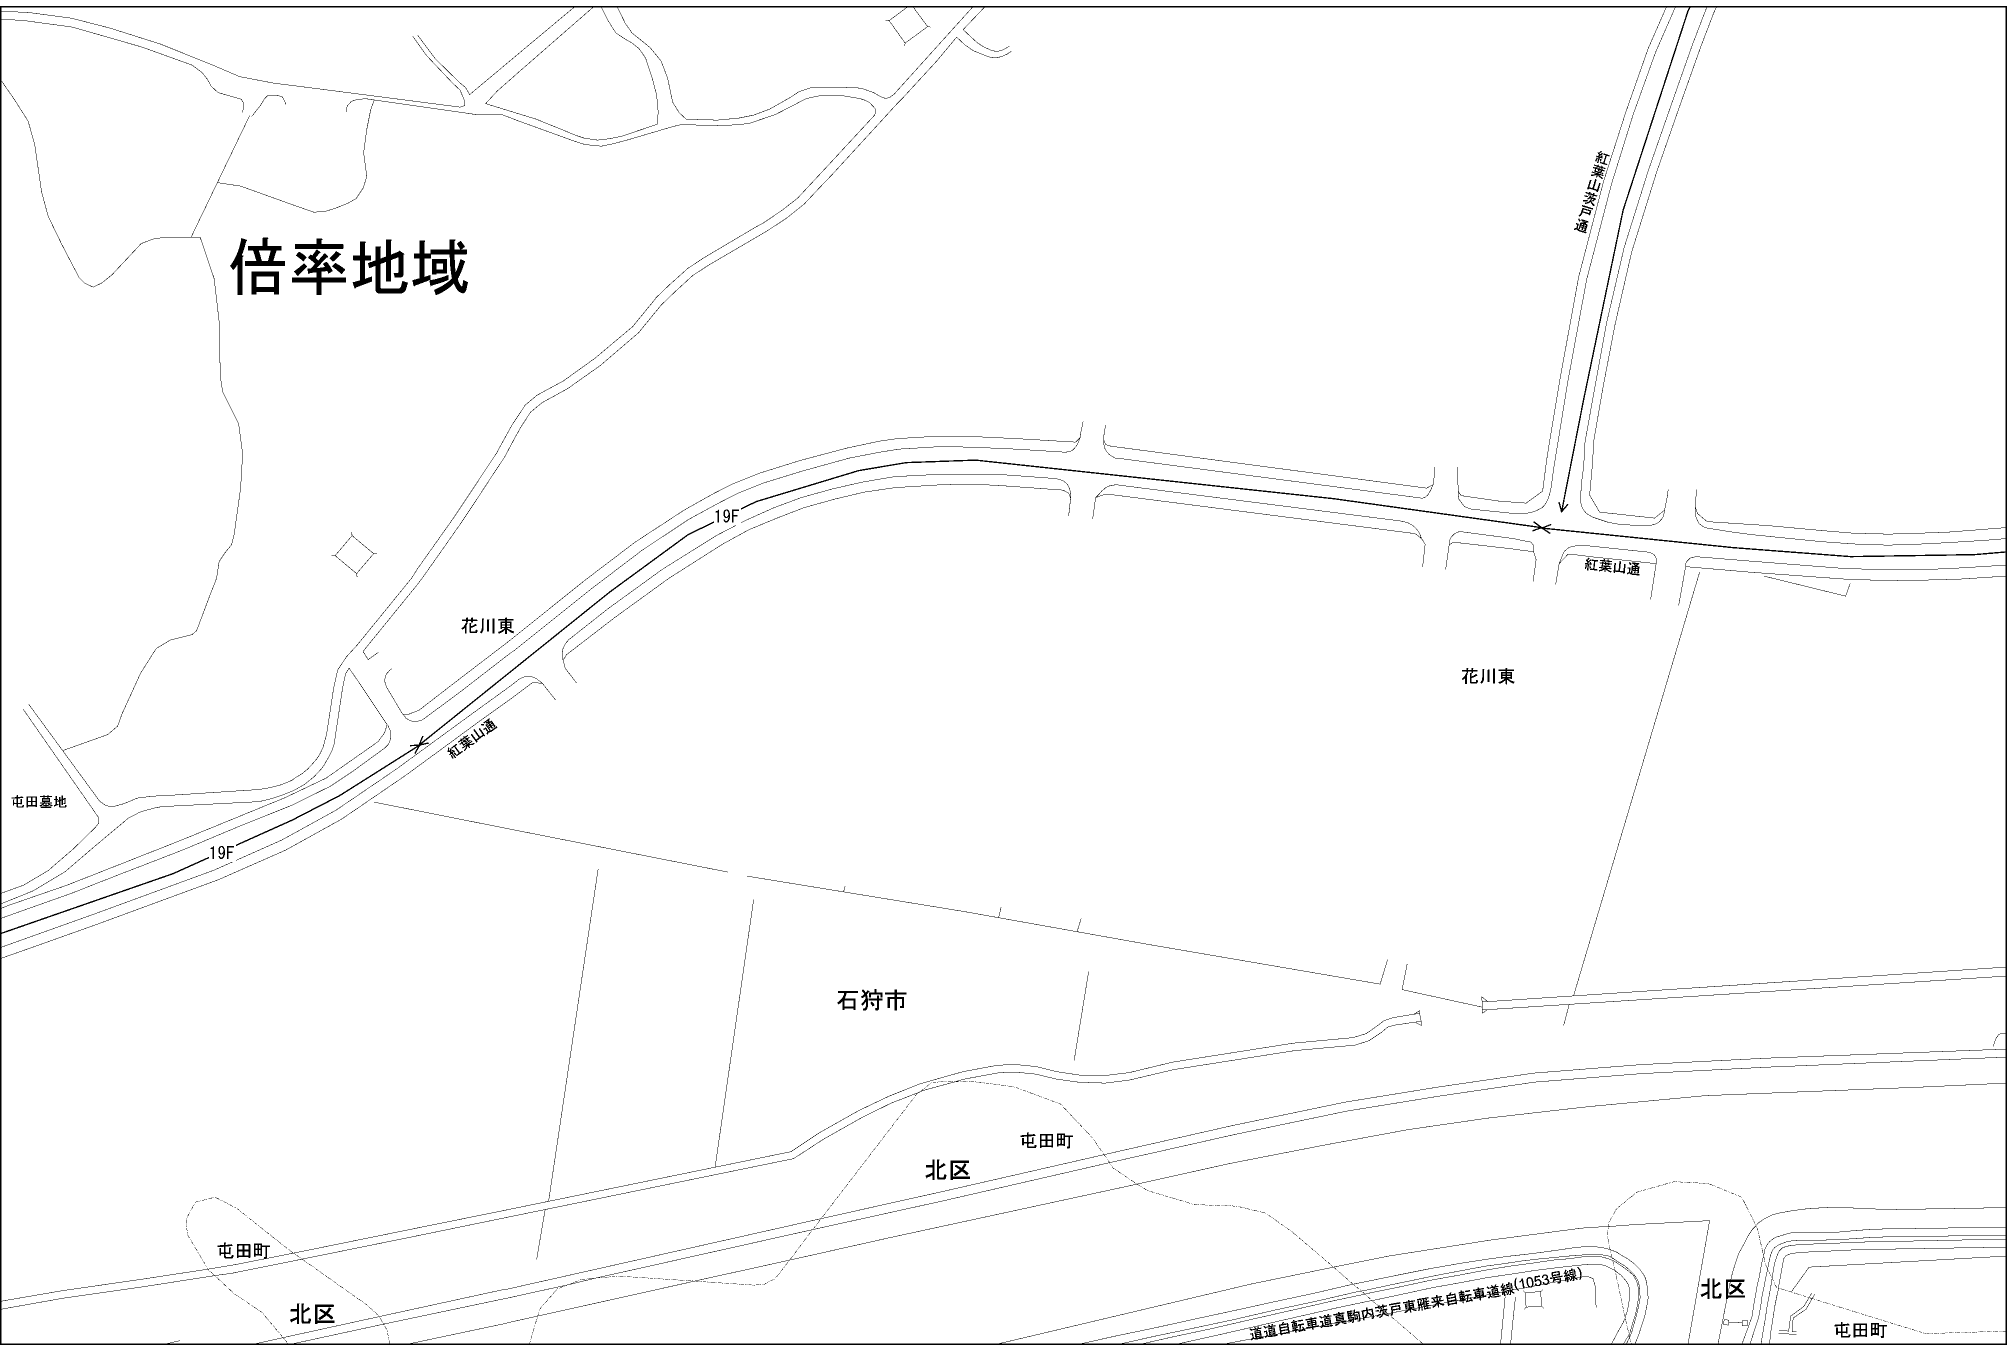 紅葉山茨戸通
倍率地域
19F
紅葉山通
花川東
花川東
紅葉山通
屯田墓地
19F
石狩市
屯田町
北区
屯田町
北区
北区
道道自転車道真駒内茨戸東雁来自転車道線(1053号線)
屯田町